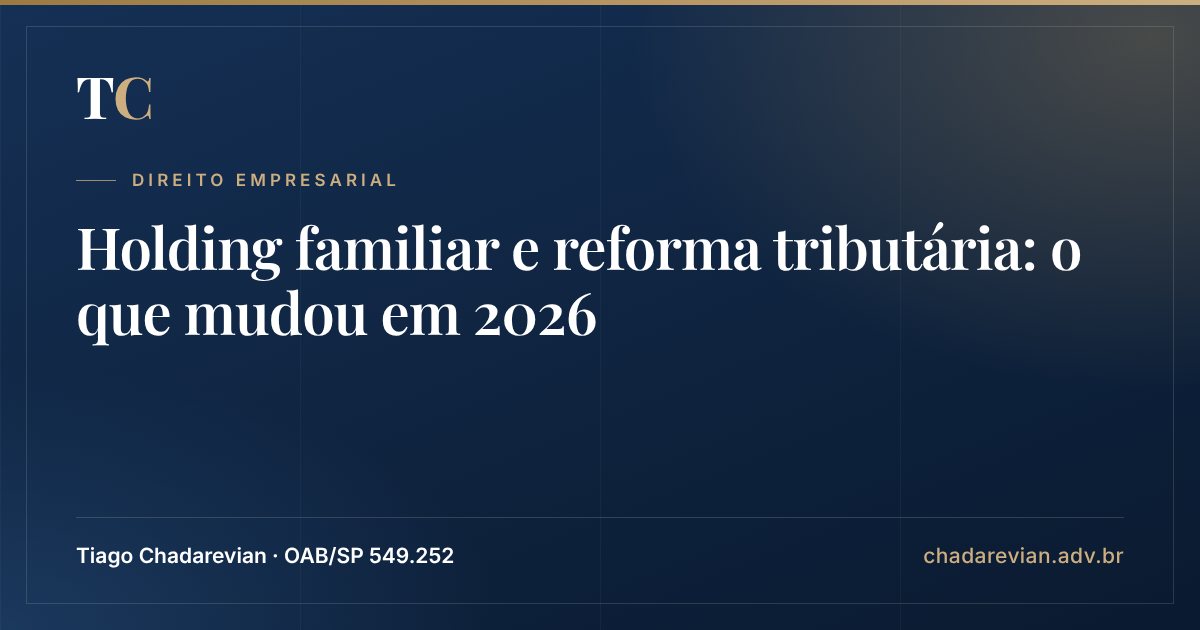 TC
DIREITO EMPRESARIAL
Holding familiar e reforma tributária: o
que mudou em 2026
Tiago Chadarevian · OAB/SP 549.252
chadarevian.adv.br